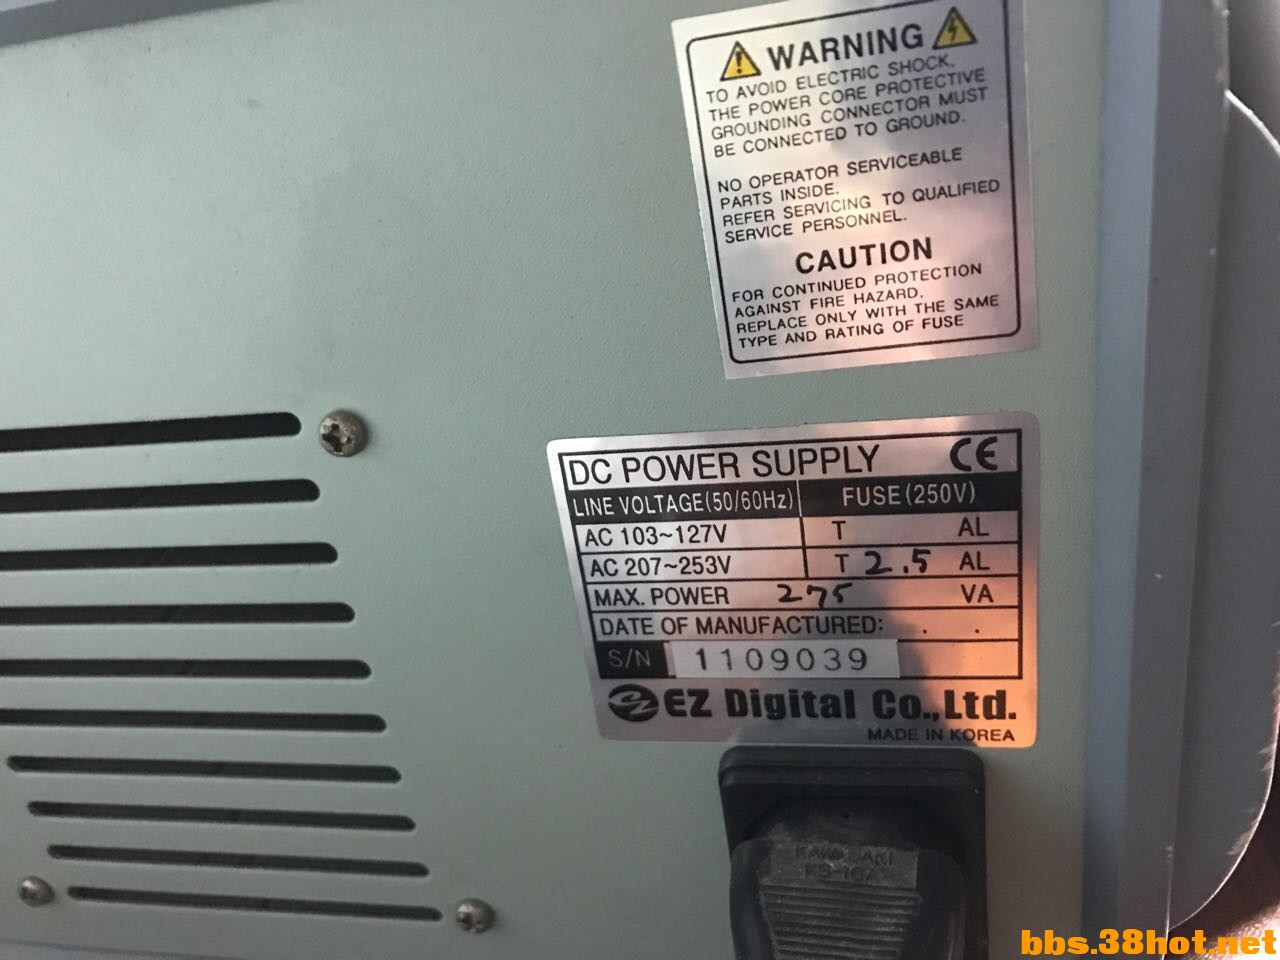 WARNING
TO AVOID ELECTRIC SHOCK,
THE POWER CORE PROTECTIVE
GROUNDING CONNECTOR MUST
BE CONNECTED TO GROUND.
NO OPERATOR SERVICEABLE
PARTS INSIDE.
REFER SERVICING TO QUALIFIED
SERVICE PERSONNEL.
CAUTION
FOR CONTINUED PROTECTION
AGAINST FIRE HAZARD,
REPLACE ONLY WITH THE SAME
TYPE AND RATING OF FUSE
DC POWER SUPPLY CE
LINE VOLTAGE(50/60Hz) FUSE(250V)
AC 103~127V T AL
AC 207~253V T 2.5 AL
MAX. POWER 275 VA
DATE OF MANUFACTURED: . .
S/N 1109039
EZ Digital Co.,Ltd.
MADE IN KOREA
KAWASAKI
KS-16A
bbs.38hot.net